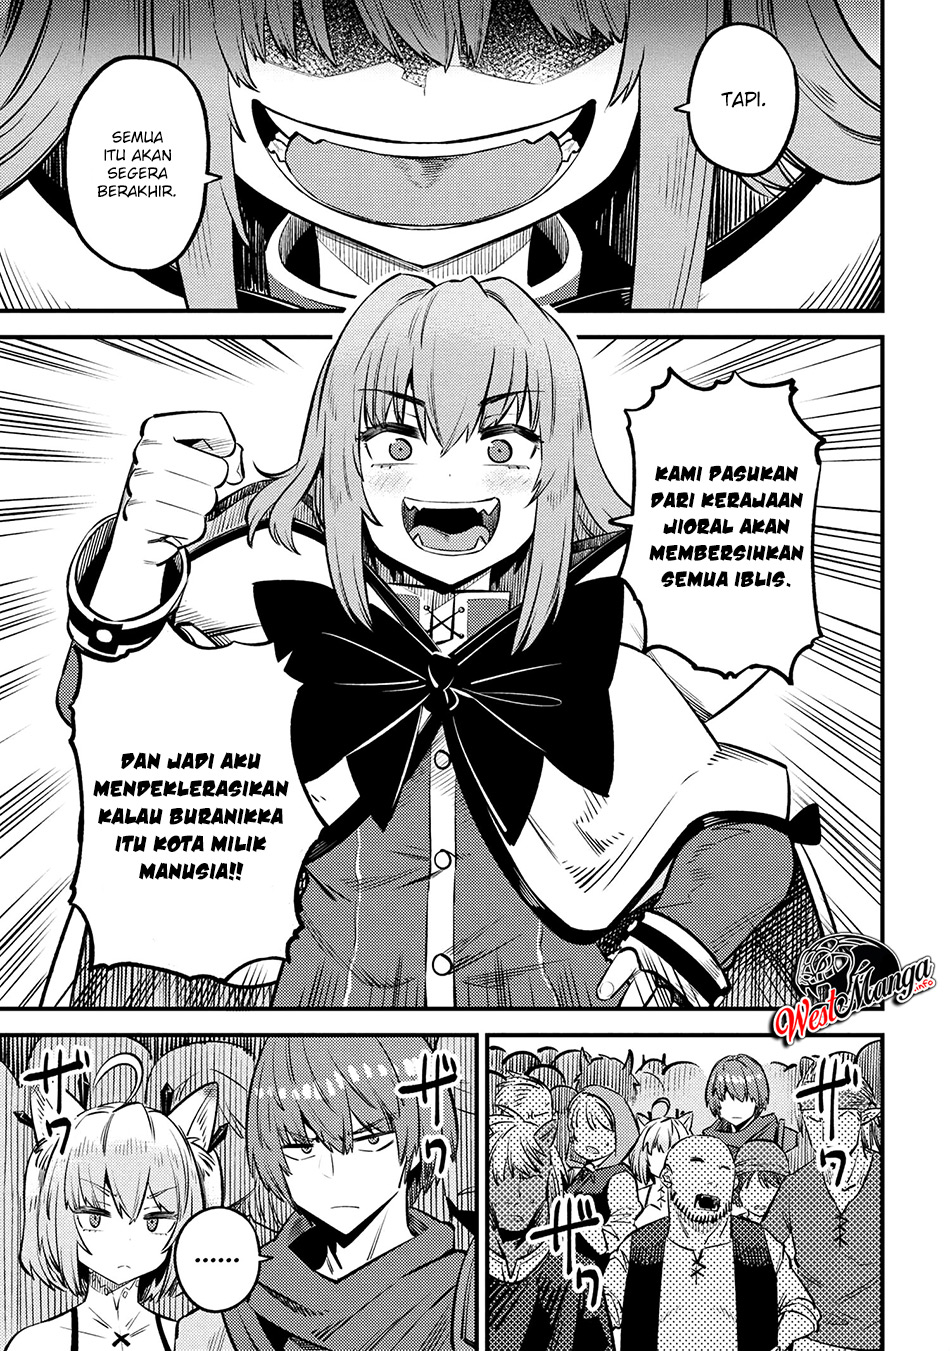 TAPI.
SEMUA
ITU AKAN
SEGERA
BERAKHIR.
KAMI PASUKAN
DARI KERAJAAN
JIORAL AKAN
MEMBERSIHKAN
SEMUA IBLIS.
DAN JADI AKU
MENDEKLERASIKAN
KALAU BURANIKKA
ITU KOTA MILIK
MANUSIA!!
WestManga
.info
ザワ
ザワ
ザワ
ザワ
.......